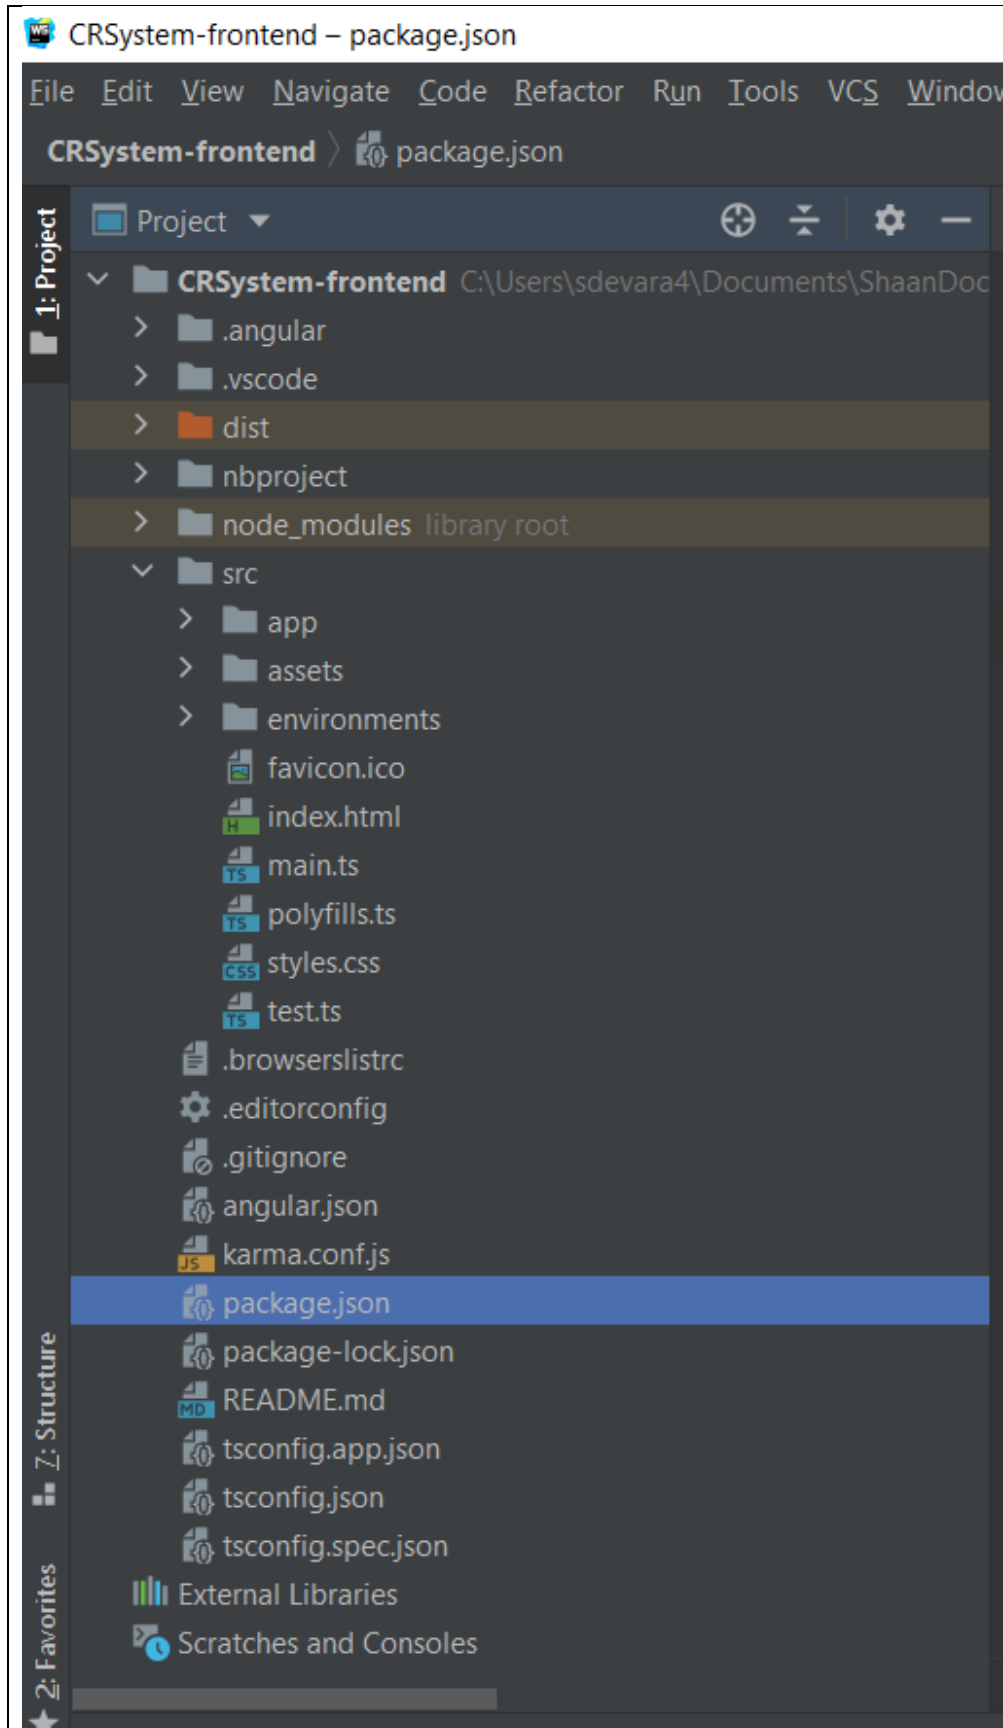 CRSystem-frontend – package.json
File Edit View Navigate Code Refactor Run Tools VCS Window
CRSystem-frontend package.json
1: Project
Project
CRSystem-frontend C:\Users\sdevara4\Documents\ShaanDoc
.angular
.vscode
dist
nbproject
node_modules library root
src
app
assets
environments
favicon.ico
index.html
main.ts
polyfills.ts
styles.css
test.ts
.browserslistrc
.editorconfig
.gitignore
angular.json
karma.conf.js
package.json
package-lock.json
README.md
tsconfig.app.json
tsconfig.json
tsconfig.spec.json
External Libraries
Scratches and Consoles
7: Structure
2: Favorites